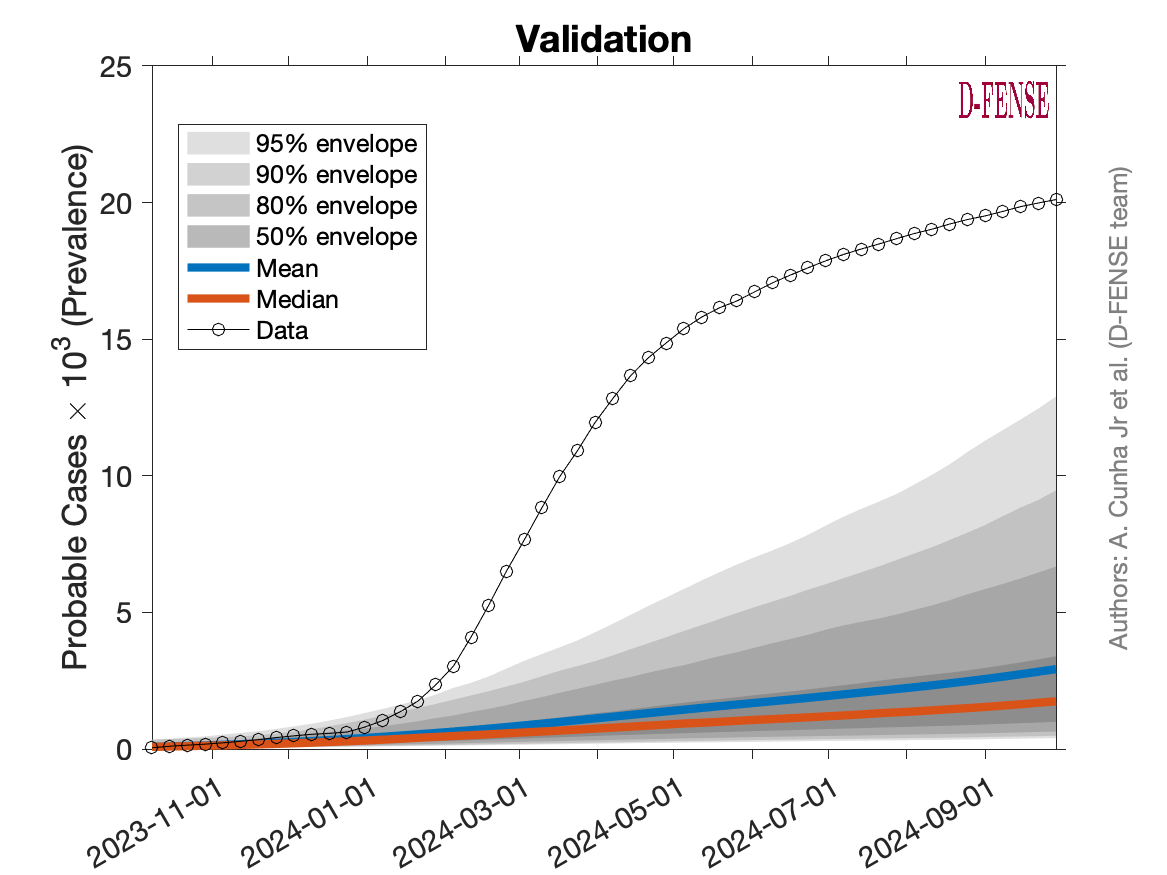 Validation
25
20
15
10
5
0
Probable Cases × 10³ (Prevalence)
D-FENSE
95% envelope
90% envelope
80% envelope
50% envelope
Mean
Median
Data
2023-11-01
2024-01-01
2024-03-01
2024-05-01
2024-07-01
2024-09-01
Authors: A. Cunha Jr et al. (D-FENSE team)